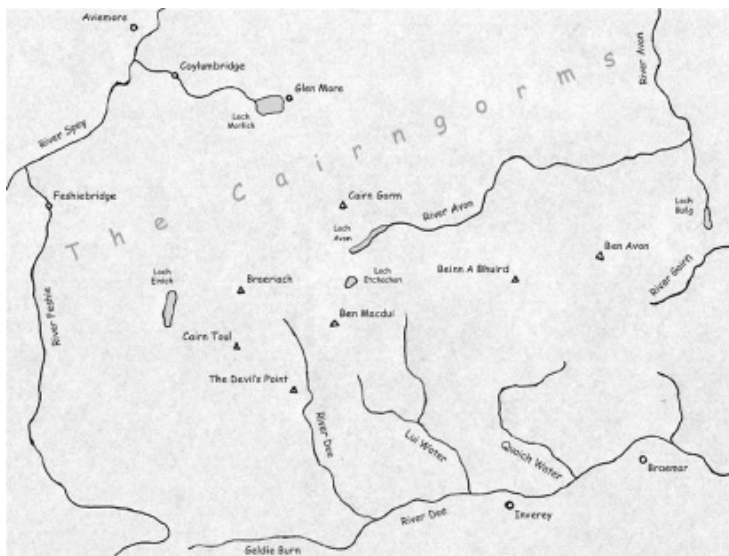 Aviemore
Coylumbridge
Glen More
Loch
Morlich
River Spey
River Avon
The Cairngorms
Feshiebridge
Cairn Gorm
River Avon
Loch
Avon
Loch
Builg
Ben Avon
River Gairn
Loch
Einich
Braeriach
Loch
Etchachan
Beinn A Bhuird
River Feshie
Ben Macdui
Cairn Toul
The Devil's Point
River Dee
Lui Water
Quoich Water
Braemar
River Dee
Inverey
Geldie Burn